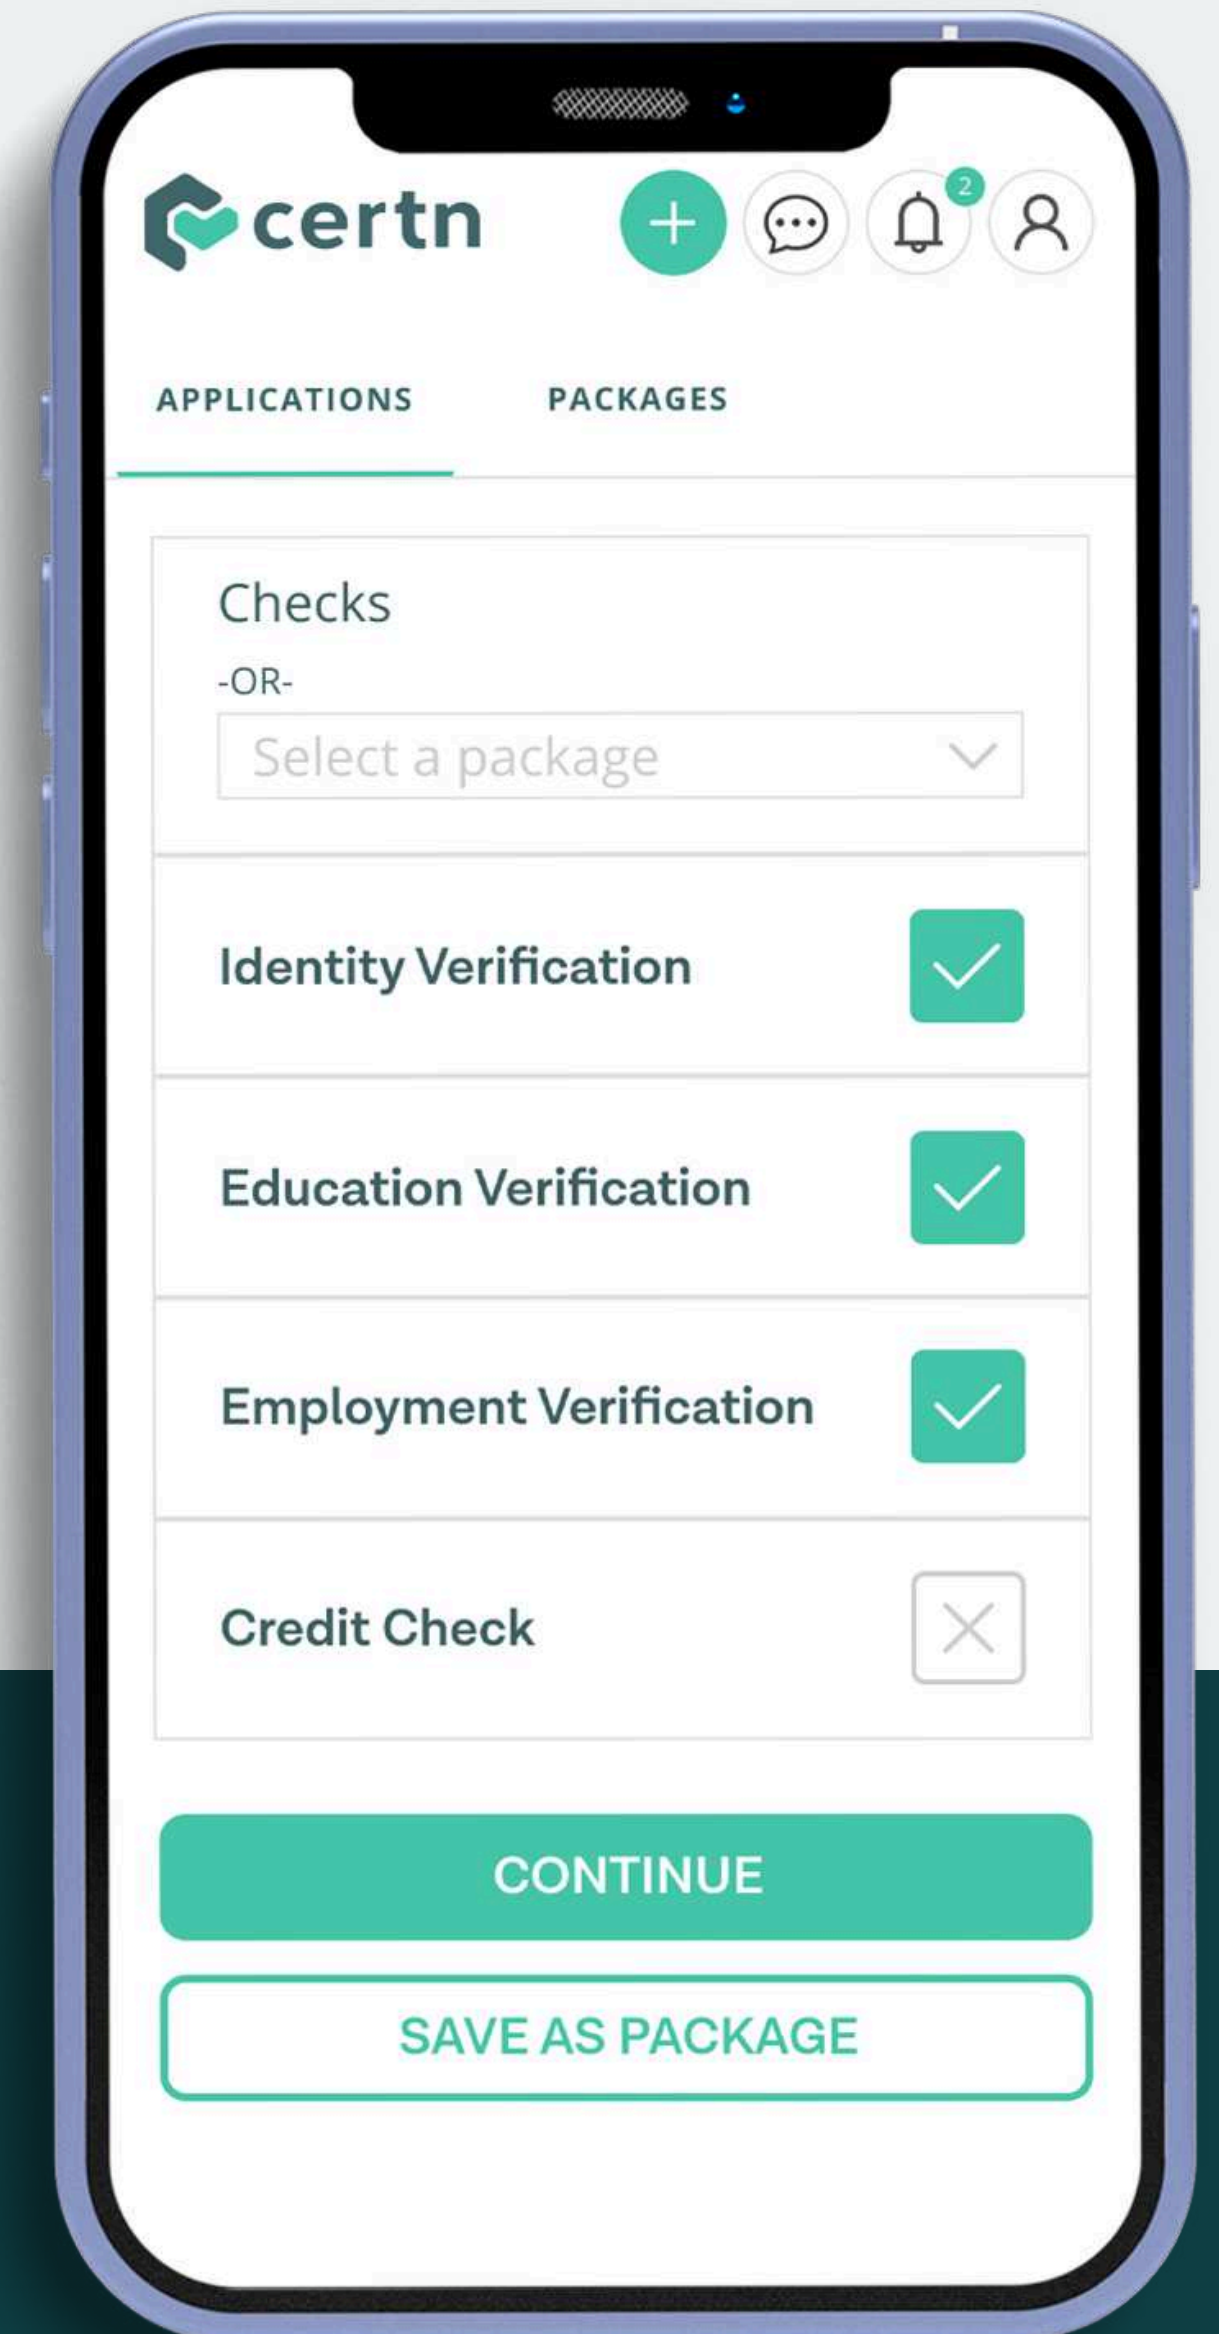 certn
2
APPLICATIONS PACKAGES
Checks
-OR-
Select a package
Identity Verification
Education Verification
Employment Verification
Credit Check
CONTINUE
SAVE AS PACKAGE